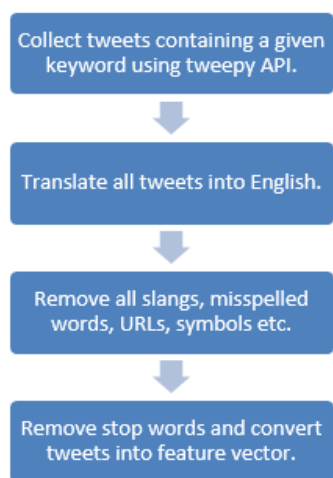 Collect tweets containing a given
keyword using tweepy API.
Translate all tweets into English.
Remove all slangs, misspelled
words, URLs, symbols etc.
Remove stop words and convert
tweets into feature vector.